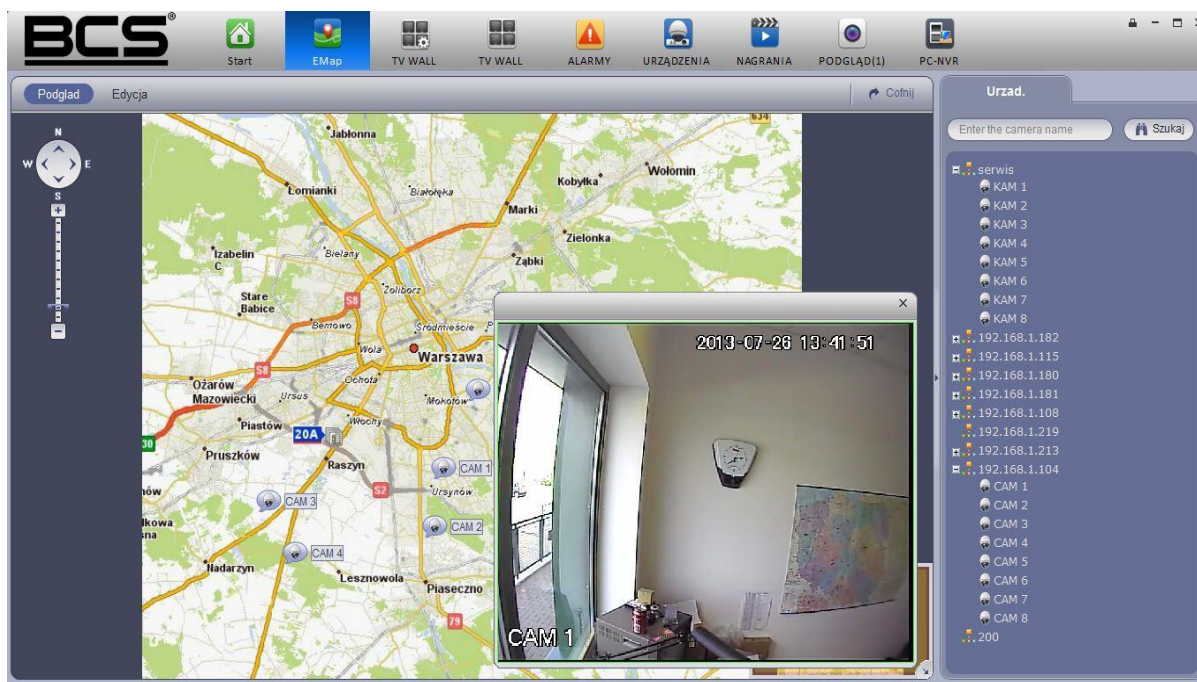 BCS®
Start
EMap
TV WALL
TV WALL
ALARMY
URZĄDZENIA
NAGRANIA
PODGLĄD(1)
PC-NVR
Podglad
Edycja
Cofnij
Urzad.
Enter the camera name
Szukaj
N
W
E
S
Jabłonna
634
Łomianki
Białołęka
Kobyłka
Wołomin
Marki
Zielonka
Izabelin
C
Bielany
Ząbki
Stare
Babice
S8
Żoliborz
Bemowo
Śródmieście
P
Wola
Warszawa
S8
Ożarów
Mazowiecki
Ochota
Ursus
Mokotów
Piastów
20A
Włochy
30
Pruszków
Raszyn
CAM 1
S2
Ursynów
CAM 3
CAM 2
CAM 4
Nadarzyn
Lesznowola
Piaseczno
79
2013-07-26 13:41:51
CAM 1
serwis
KAM 1
KAM 2
KAM 3
KAM 4
KAM 5
KAM 6
KAM 7
KAM 8
192.168.1.182
192.168.1.115
192.168.1.180
192.168.1.181
192.168.1.108
192.168.1.219
192.168.1.213
192.168.1.104
CAM 1
CAM 2
CAM 3
CAM 4
CAM 5
CAM 6
CAM 7
CAM 8
200